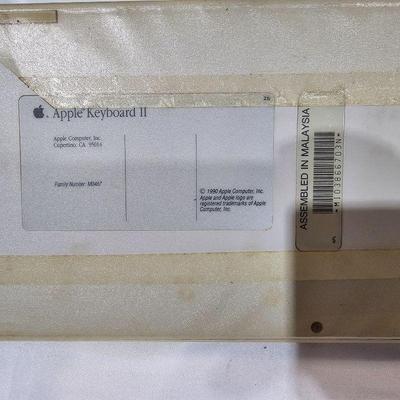 Apple Keyboard II
Apple Computer, Inc.
Cupertino, CA 95014
Family Number: M0487
© 1990 Apple Computer, Inc.
Apple and Apple logo are
registered trademarks of Apple
Computer, Inc.
ASSEMBLED IN MALAYSIA
*MI03866703N*